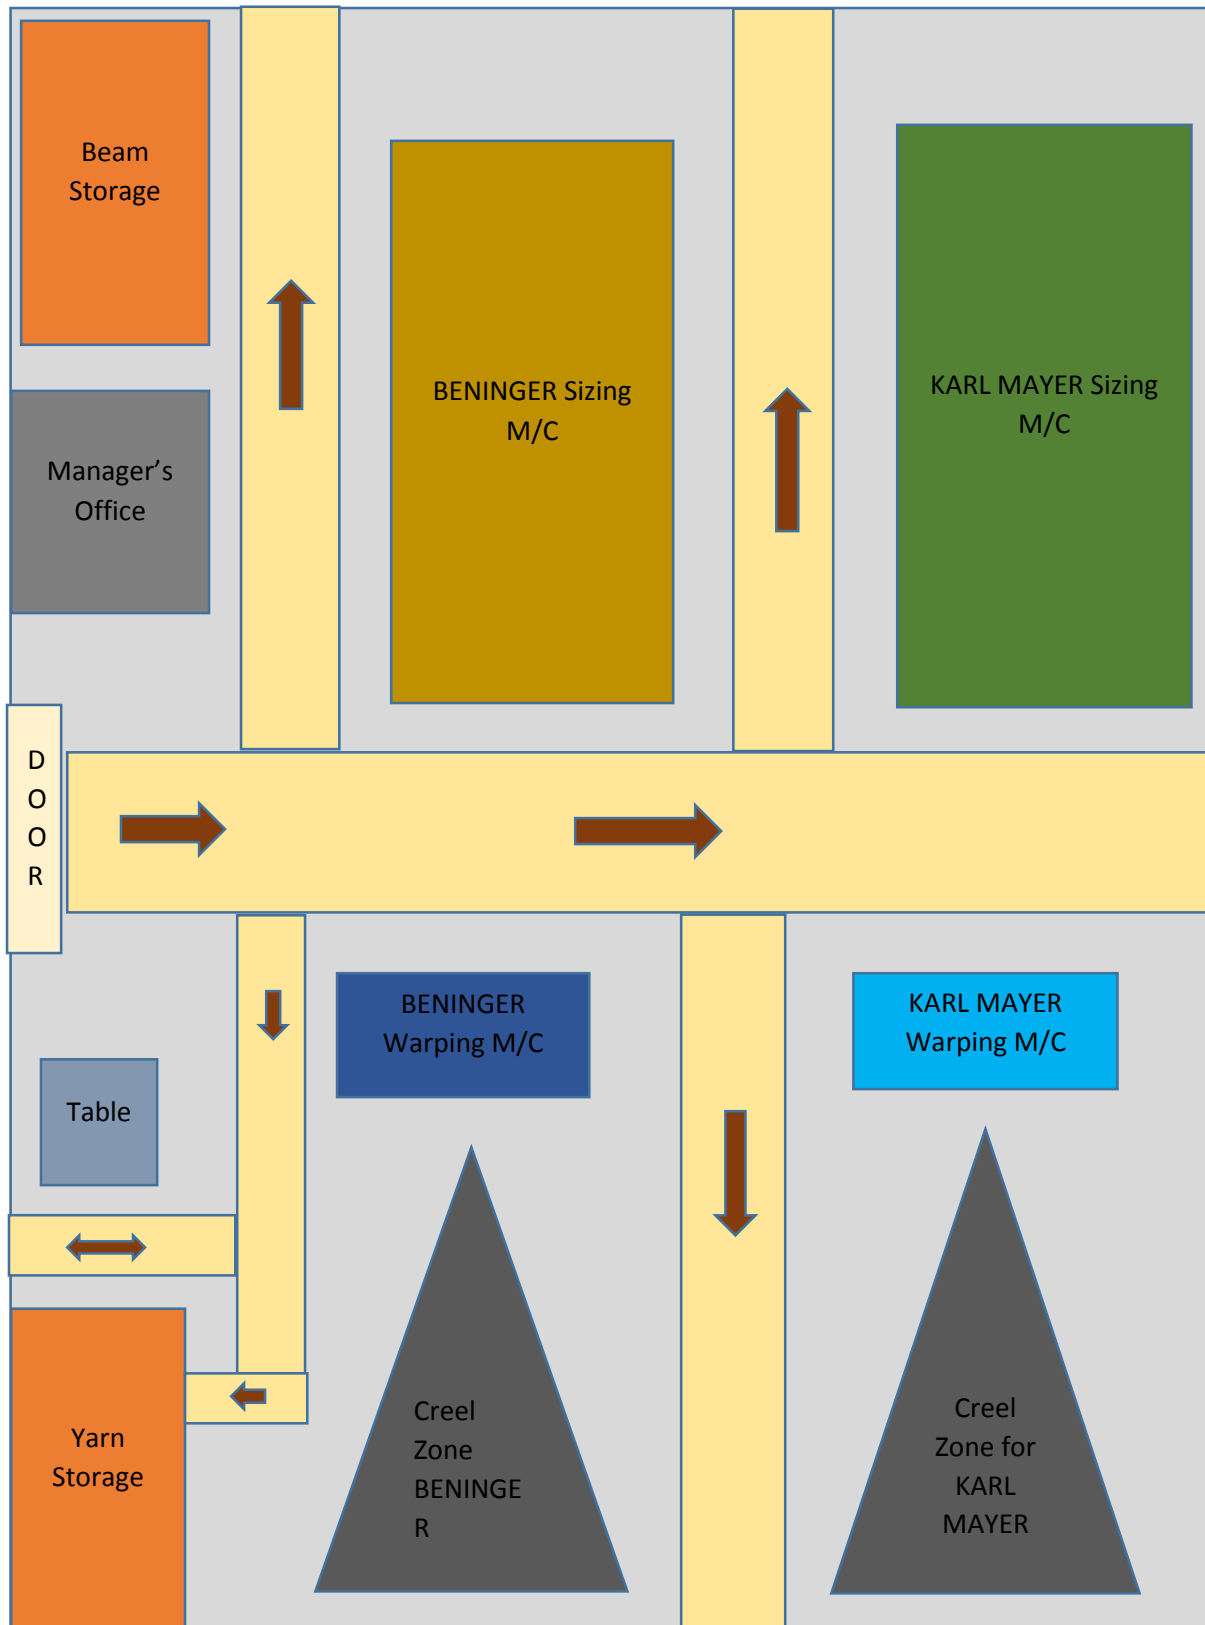 Beam
Storage
BENINGER Sizing
M/C
KARL MAYER Sizing
M/C
Manager’s
Office
D
O
O
R
BENINGER
Warping M/C
KARL MAYER
Warping M/C
Table
Yarn
Storage
Creel
Zone
BENINGE
R
Creel
Zone for
KARL
MAYER